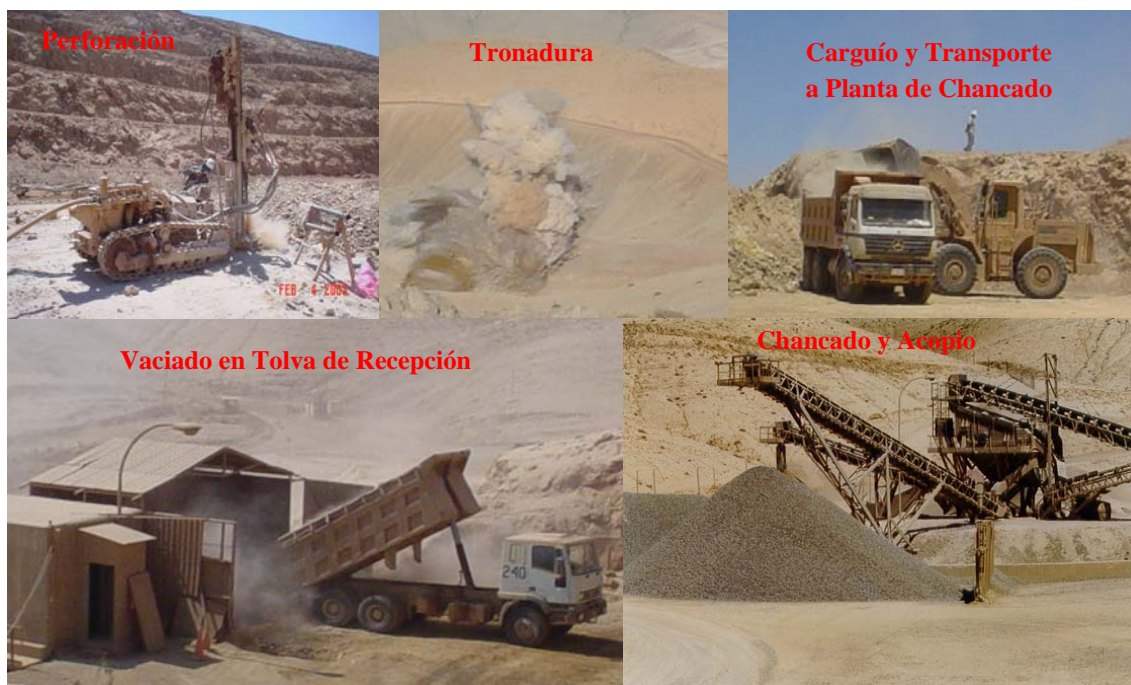 Perforación
Tronadura
Carguío y Transporte
a Planta de Chancado
FEB 4 2003
Vaciado en Tolva de Recepción
240
Chancado y Acopio